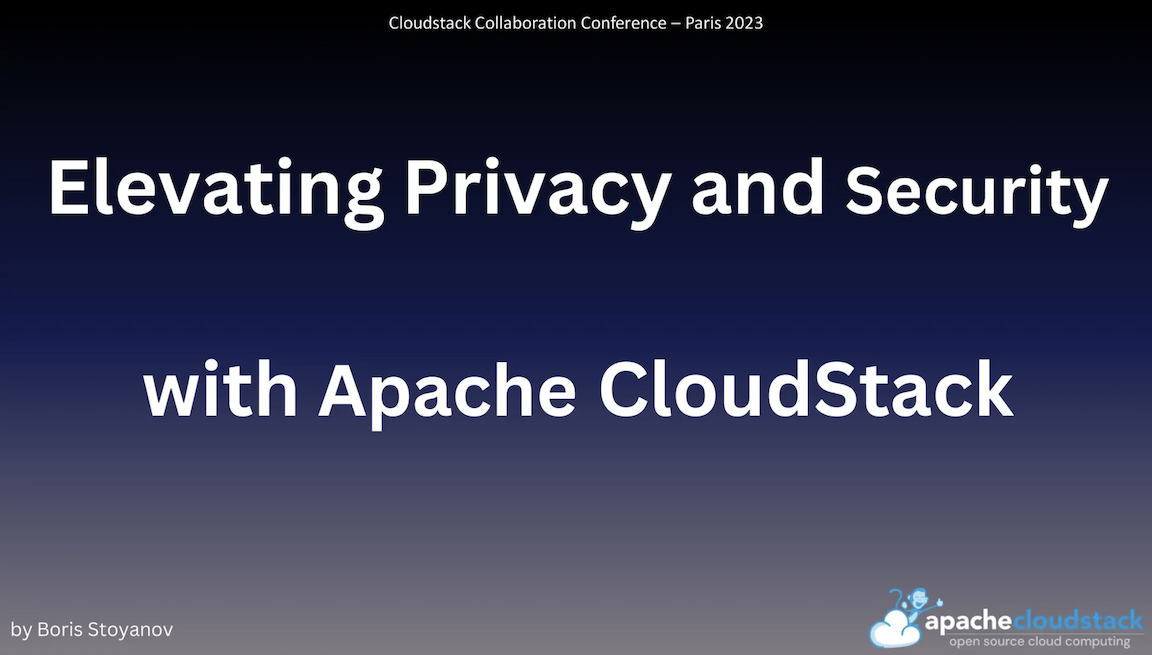 Cloudstack Collaboration Conference – Paris 2023
Elevating Privacy and Security
with Apache CloudStack
by Boris Stoyanov
apachecloudstack
open source cloud computing